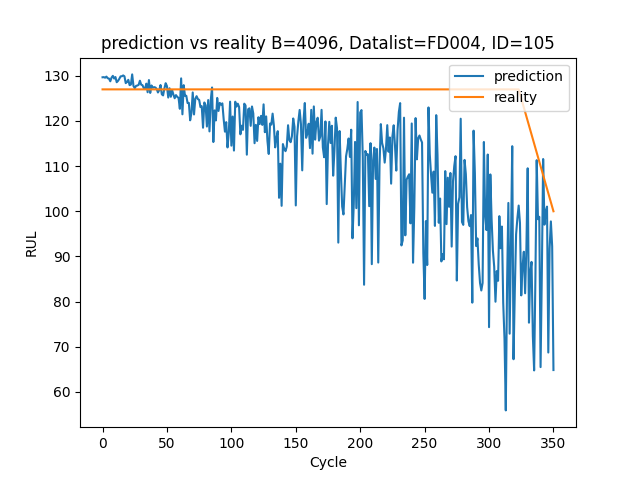 prediction vs reality B=4096, Datalist=FD004, ID=105
prediction
reality
RUL
130
120
110
100
90
80
70
60
0 50 100 150 200 250 300 350
Cycle